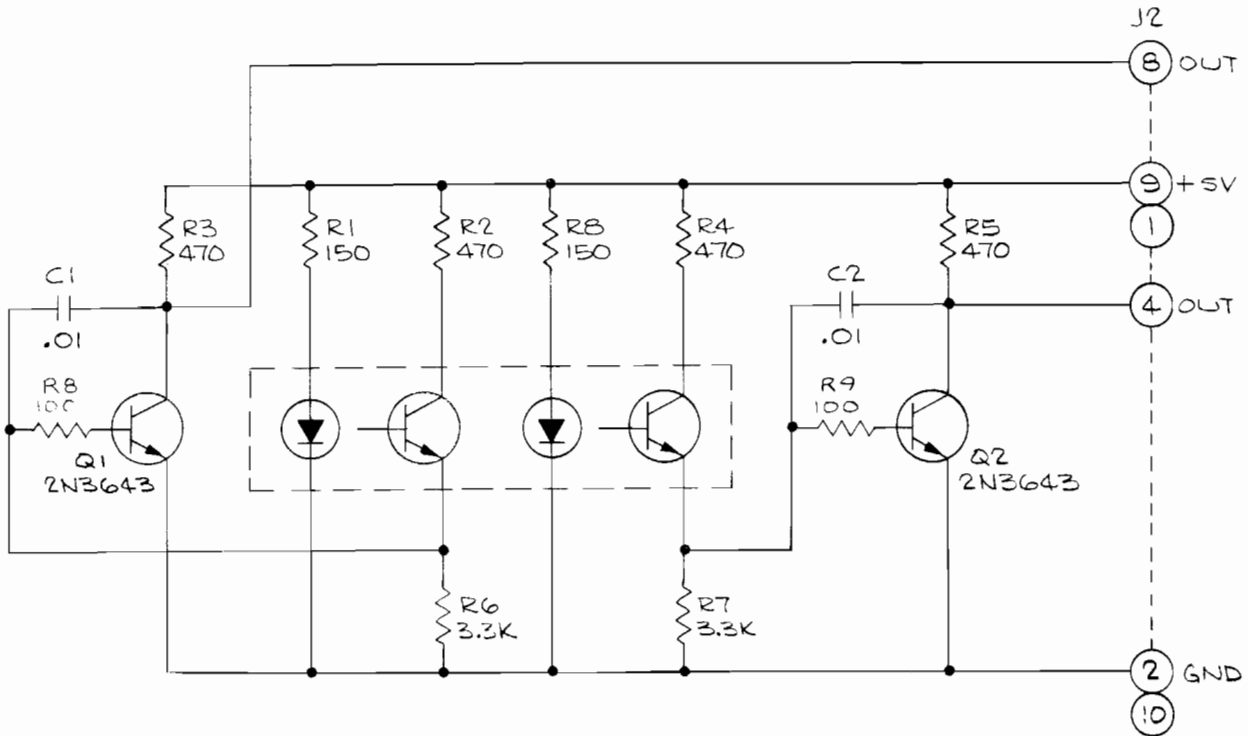 J2
8 OUT
9 +5V
1
R3
470
R1
150
R2
470
R8
150
R4
470
R5
470
C1
.01
C2
.01
4 OUT
R8
100
R9
100
Q1
2N3643
Q2
2N3643
R6
3.3K
R7
3.3K
2 GND
10